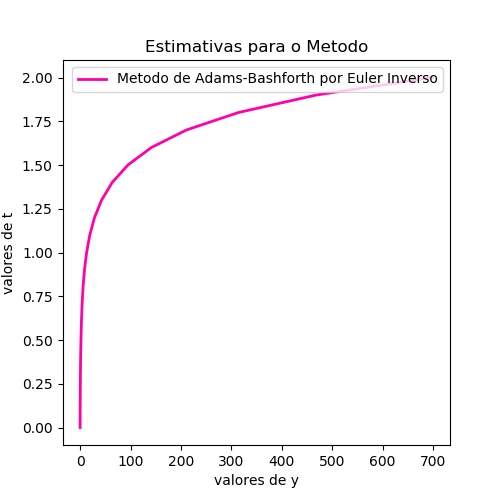 Estimativas para o Metodo
Metodo de Adams-Bashforth por Euler Inverso
2.00
1.75
1.50
1.25
1.00
0.75
0.50
0.25
0.00
valores de t
0 100 200 300 400 500 600 700
valores de y